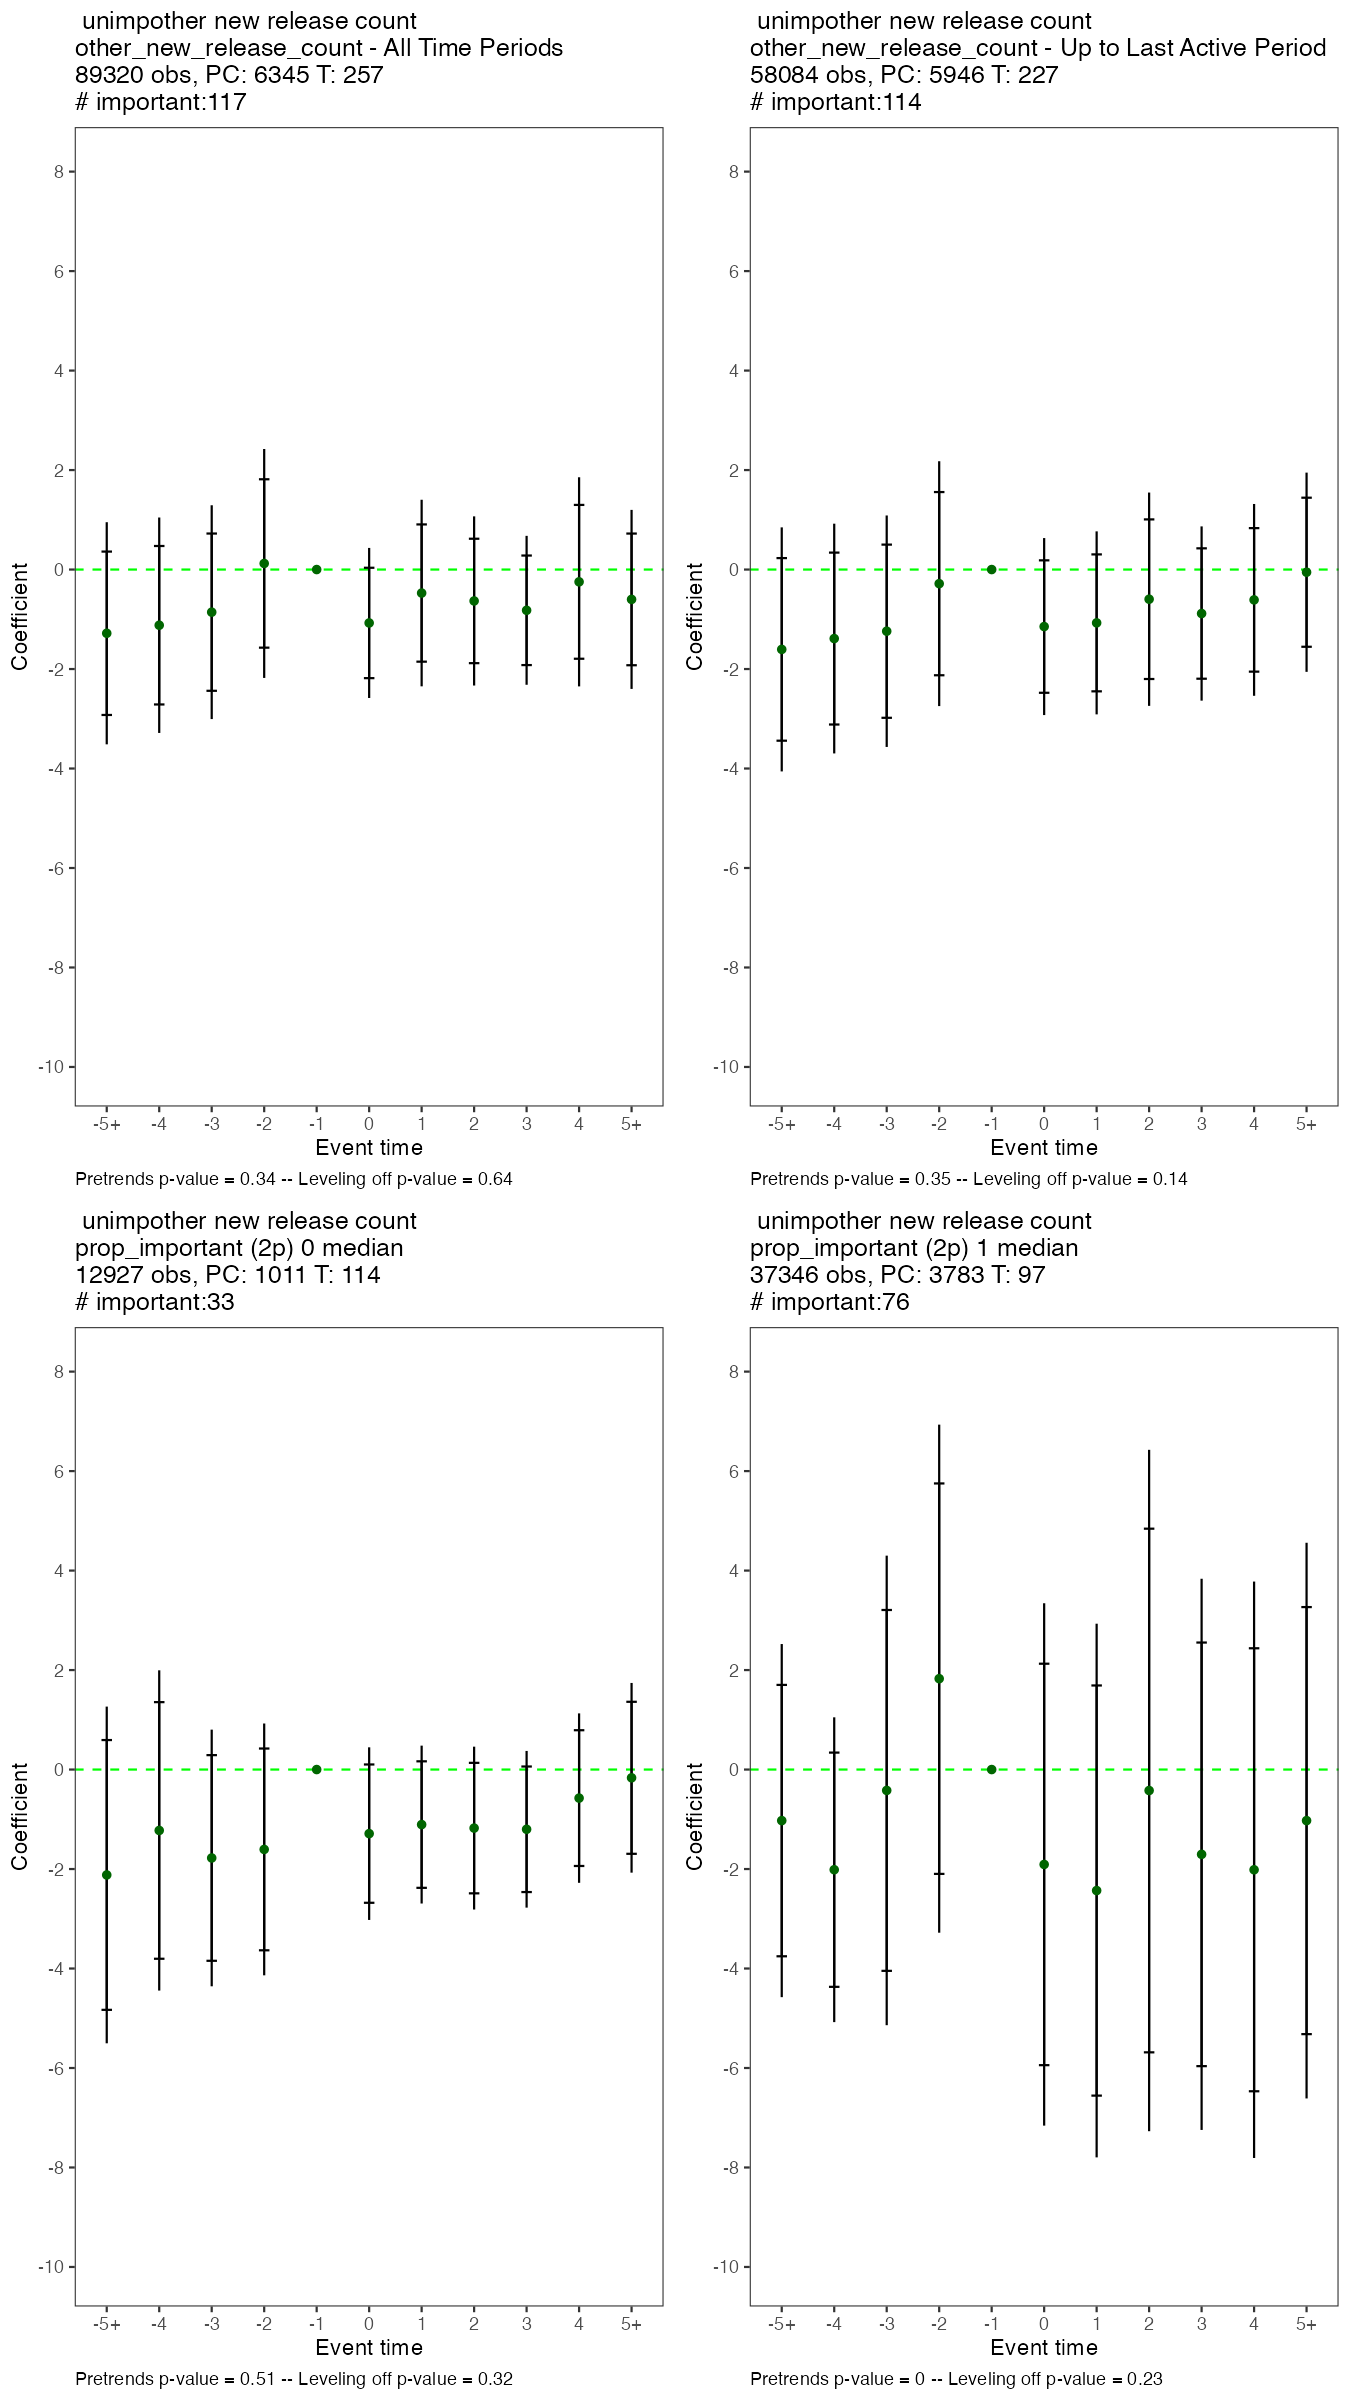 unimpother new release count
other_new_release_count - All Time Periods
89320 obs, PC: 6345 T: 257
# important:117
8
6
4
2
0
-2
-4
-6
-8
-10
Coefficient
-5+ -4 -3 -2 -1 0 1 2 3 4 5+
Event time
Pretrends p-value = 0.34 -- Leveling off p-value = 0.64
unimpother new release count
other_new_release_count - Up to Last Active Period
58084 obs, PC: 5946 T: 227
# important:114
8
6
4
2
0
-2
-4
-6
-8
-10
Coefficient
-5+ -4 -3 -2 -1 0 1 2 3 4 5+
Event time
Pretrends p-value = 0.35 -- Leveling off p-value = 0.14
unimpother new release count
prop_important (2p) 0 median
12927 obs, PC: 1011 T: 114
# important:33
8
6
4
2
0
-2
-4
-6
-8
-10
Coefficient
-5+ -4 -3 -2 -1 0 1 2 3 4 5+
Event time
Pretrends p-value = 0.51 -- Leveling off p-value = 0.32
unimpother new release count
prop_important (2p) 1 median
37346 obs, PC: 3783 T: 97
# important:76
8
6
4
2
0
-2
-4
-6
-8
-10
Coefficient
-5+ -4 -3 -2 -1 0 1 2 3 4 5+
Event time
Pretrends p-value = 0 -- Leveling off p-value = 0.23